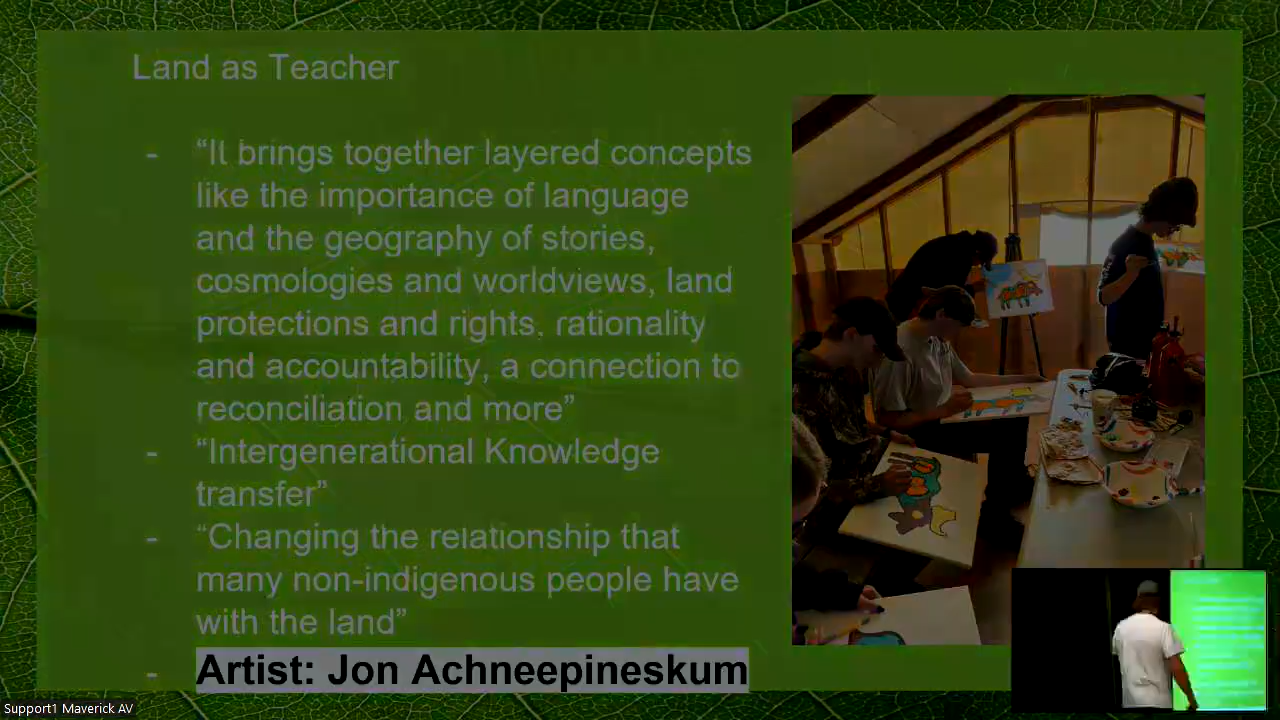 Land as Teacher
- “It brings together layered concepts
like the importance of language
and the geography of stories,
cosmologies and worldviews, land
protections and rights, rationality
and accountability, a connection to
reconciliation and more”
- “Intergenerational Knowledge
transfer”
- “Changing the relationship that
many non-indigenous people have
with the land”
- Artist: Jon Achneepineskum
Support1 Maverick AV